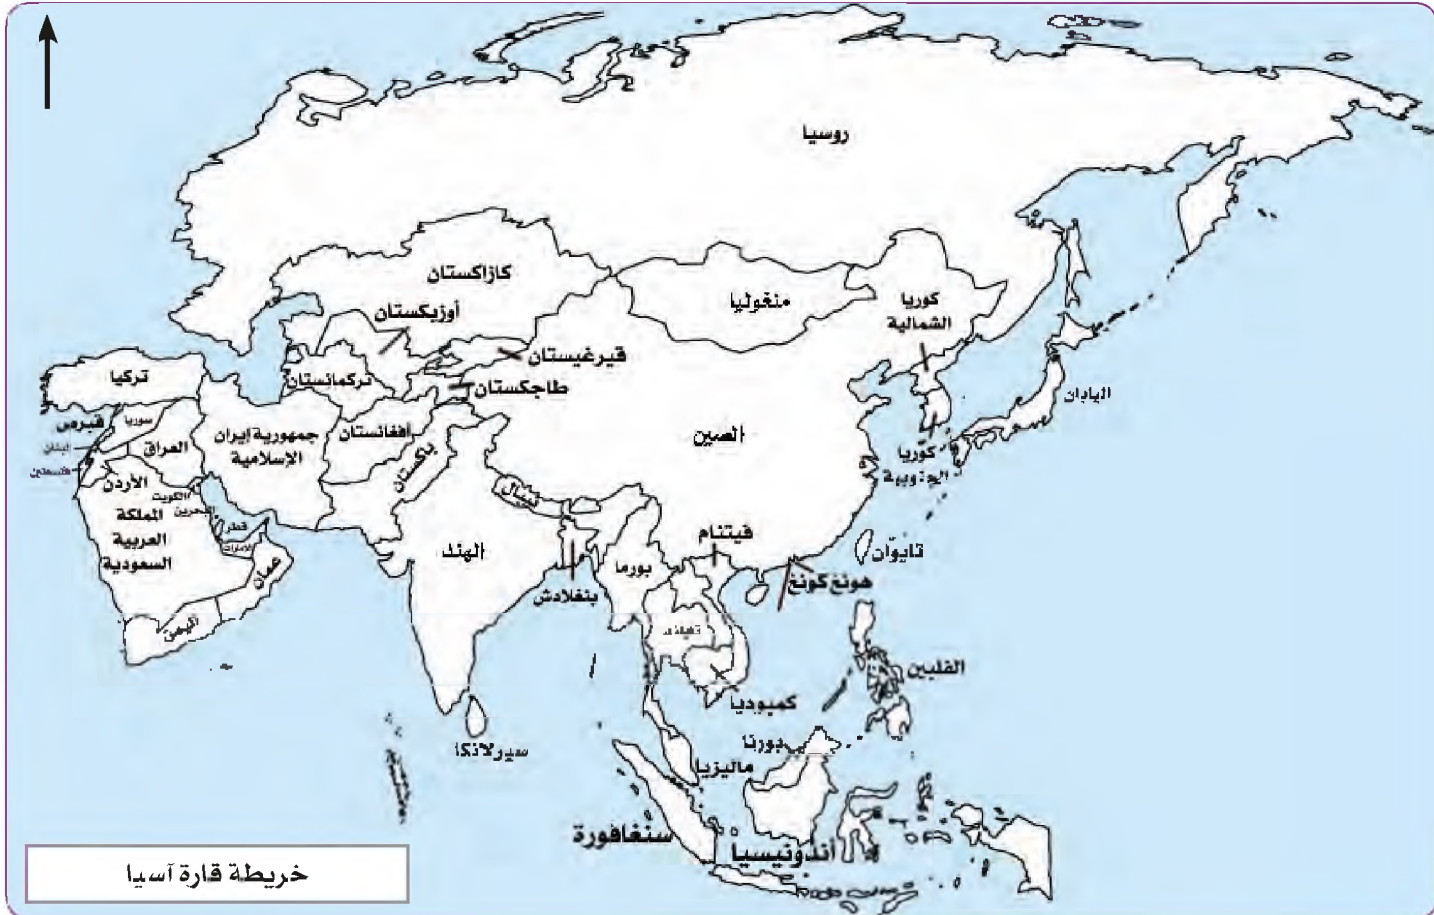 روسيا
كازاكستان
منغوليا
كوريا
الشمالية
أوزبكستان
قيرغيستان
تركيا
تركمانستان
طاجكستان
اليابان
سوريا
قبرص
أفغانستان
جمهورية إيران
الإسلامية
الصين
لبنان
العراق
كوريا
الجنوبية
فلسطين
باكستان
الأردن
الكويت
نيبال
البحرين
المملكة
العربية
السعودية
قطر
الإمارات
عمان
اليمن
الهند
فيتنام
تايوان
بورما
هونغ كونغ
بنغلادش
تايلاند
الفلبين
كمبوديا
سيرلانكا
بورنا
ماليزيا
سنغافورة
أندونيسيا
خريطة قارة آسيا